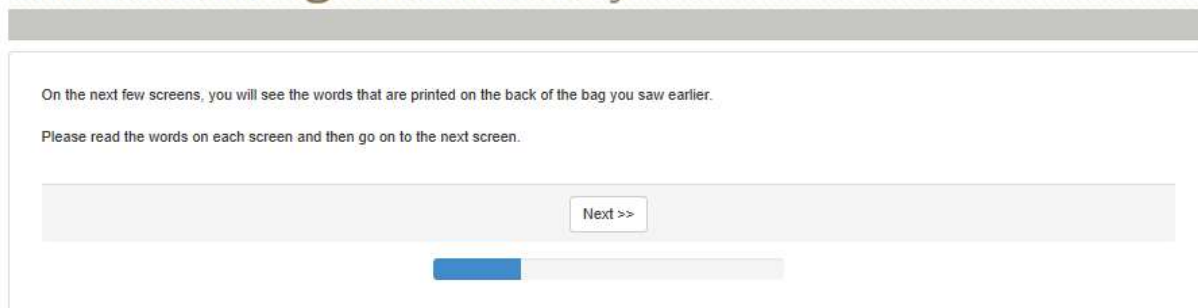 On the next few screens, you will see the words that are printed on the back of the bag you saw earlier.
Please read the words on each screen and then go on to the next screen.
Next >>